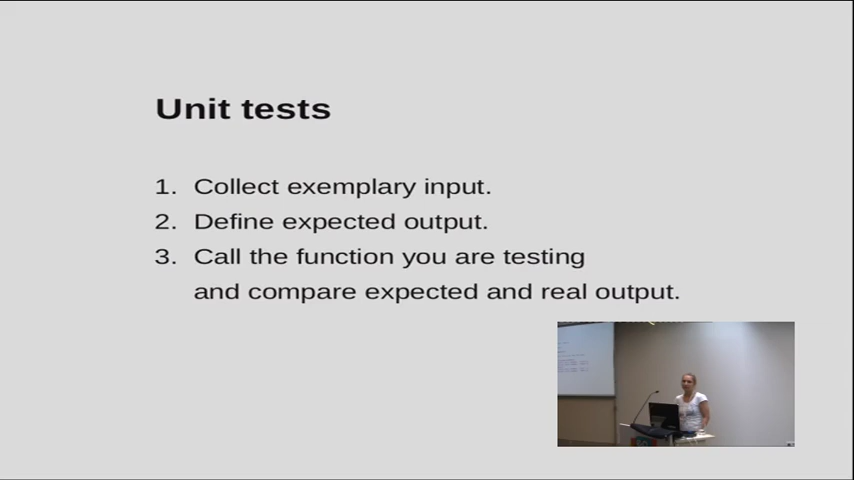 Unit tests
1. Collect exemplary input.
2. Define expected output.
3. Call the function you are testing
and compare expected and real output.